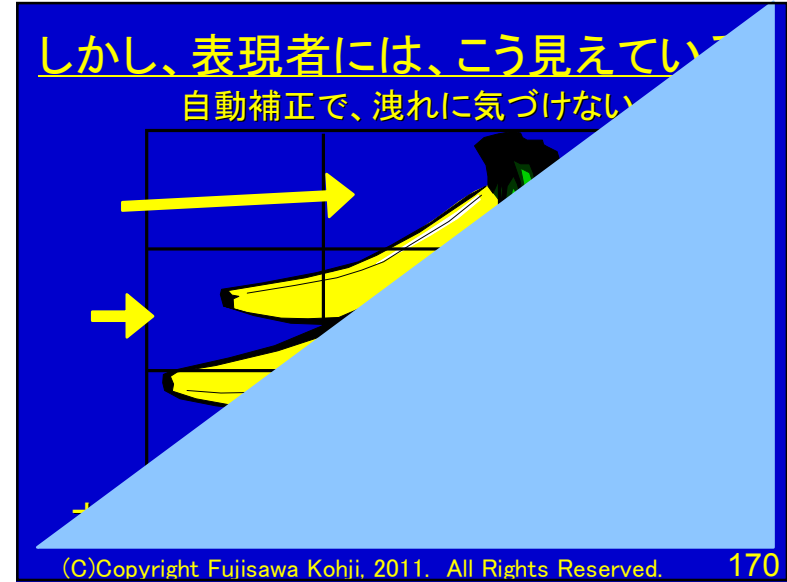 しかし、表現者には、こう見えてい
自動補正で、洩れに気づけない
(C)Copyright Fujisawa Kohji, 2011. All Rights Reserved. 170